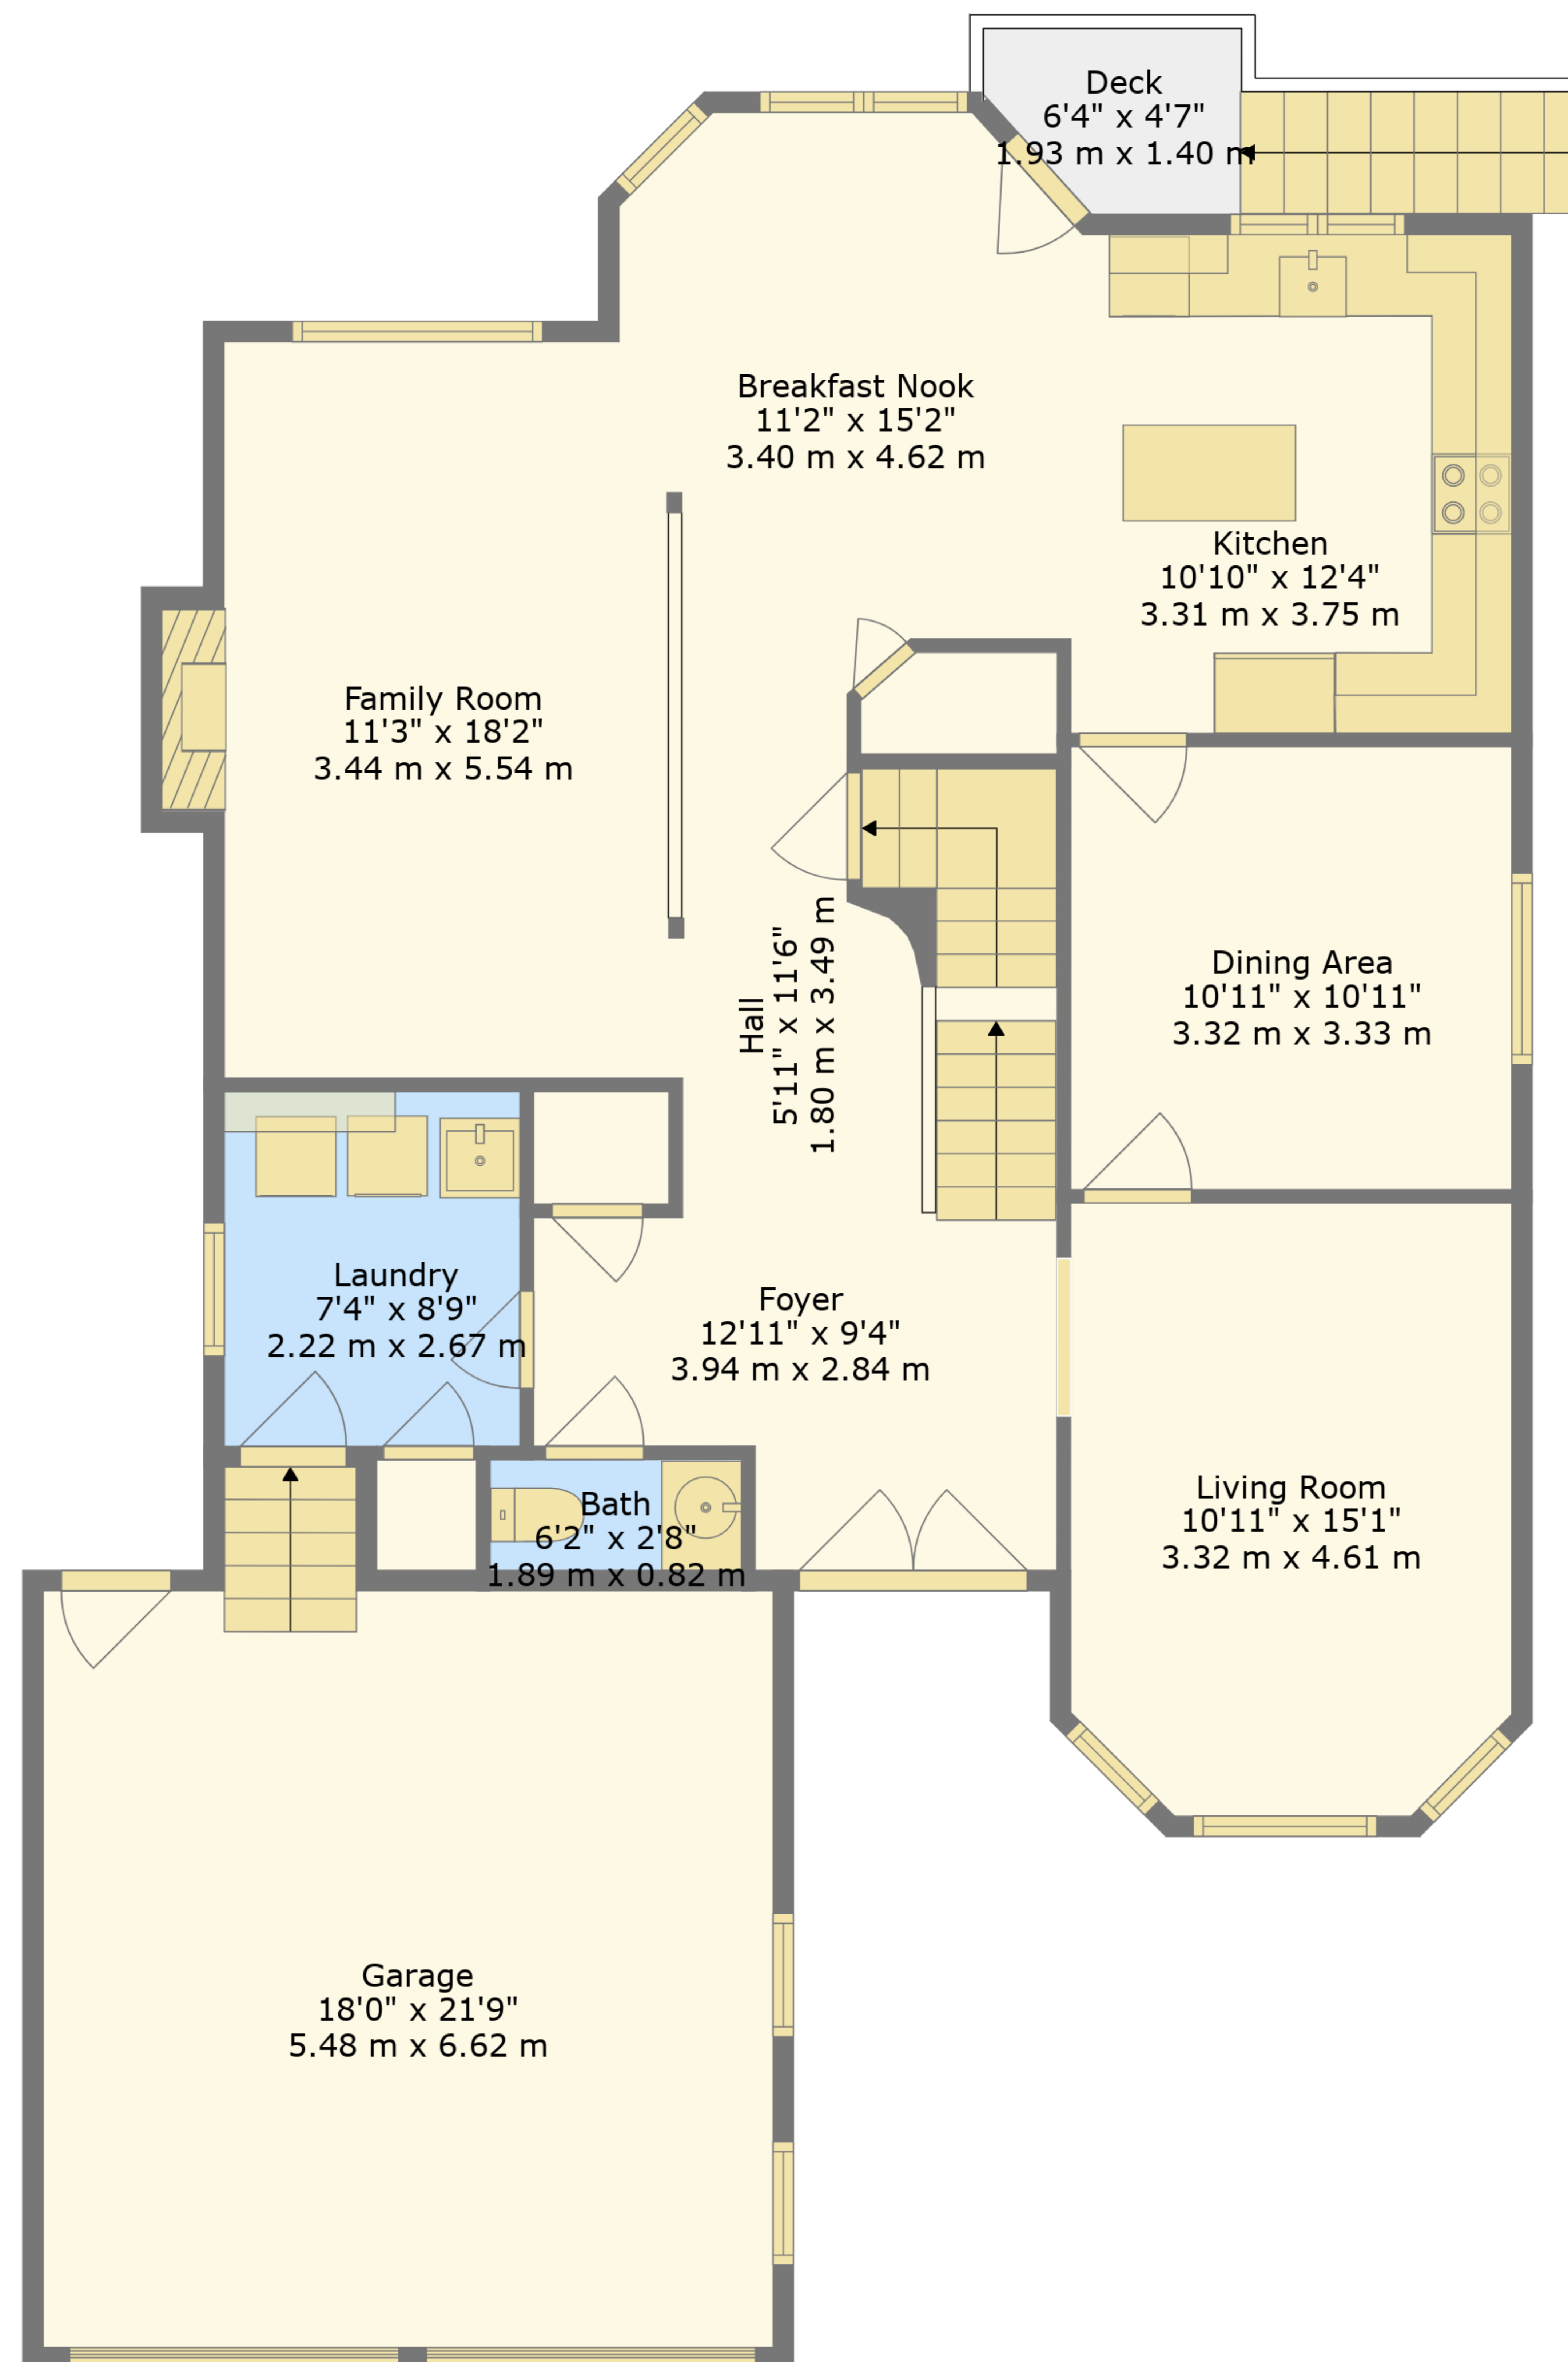 Deck
6'4" x 4'7"
1.93 m x 1.40 m
Breakfast Nook
11'2" x 15'2"
3.40 m x 4.62 m
Kitchen
10'10" x 12'4"
3.31 m x 3.75 m
Family Room
11'3" x 18'2"
3.44 m x 5.54 m
Hall
5'11" x 11'6"
1.80 m x 3.49 m
Dining Area
10'11" x 10'11"
3.32 m x 3.33 m
Laundry
7'4" x 8'9"
2.22 m x 2.67 m
Foyer
12'11" x 9'4"
3.94 m x 2.84 m
Bath
6'2" x 2'8"
1.89 m x 0.82 m
Living Room
10'11" x 15'1"
3.32 m x 4.61 m
Garage
18'0" x 21'9"
5.48 m x 6.62 m